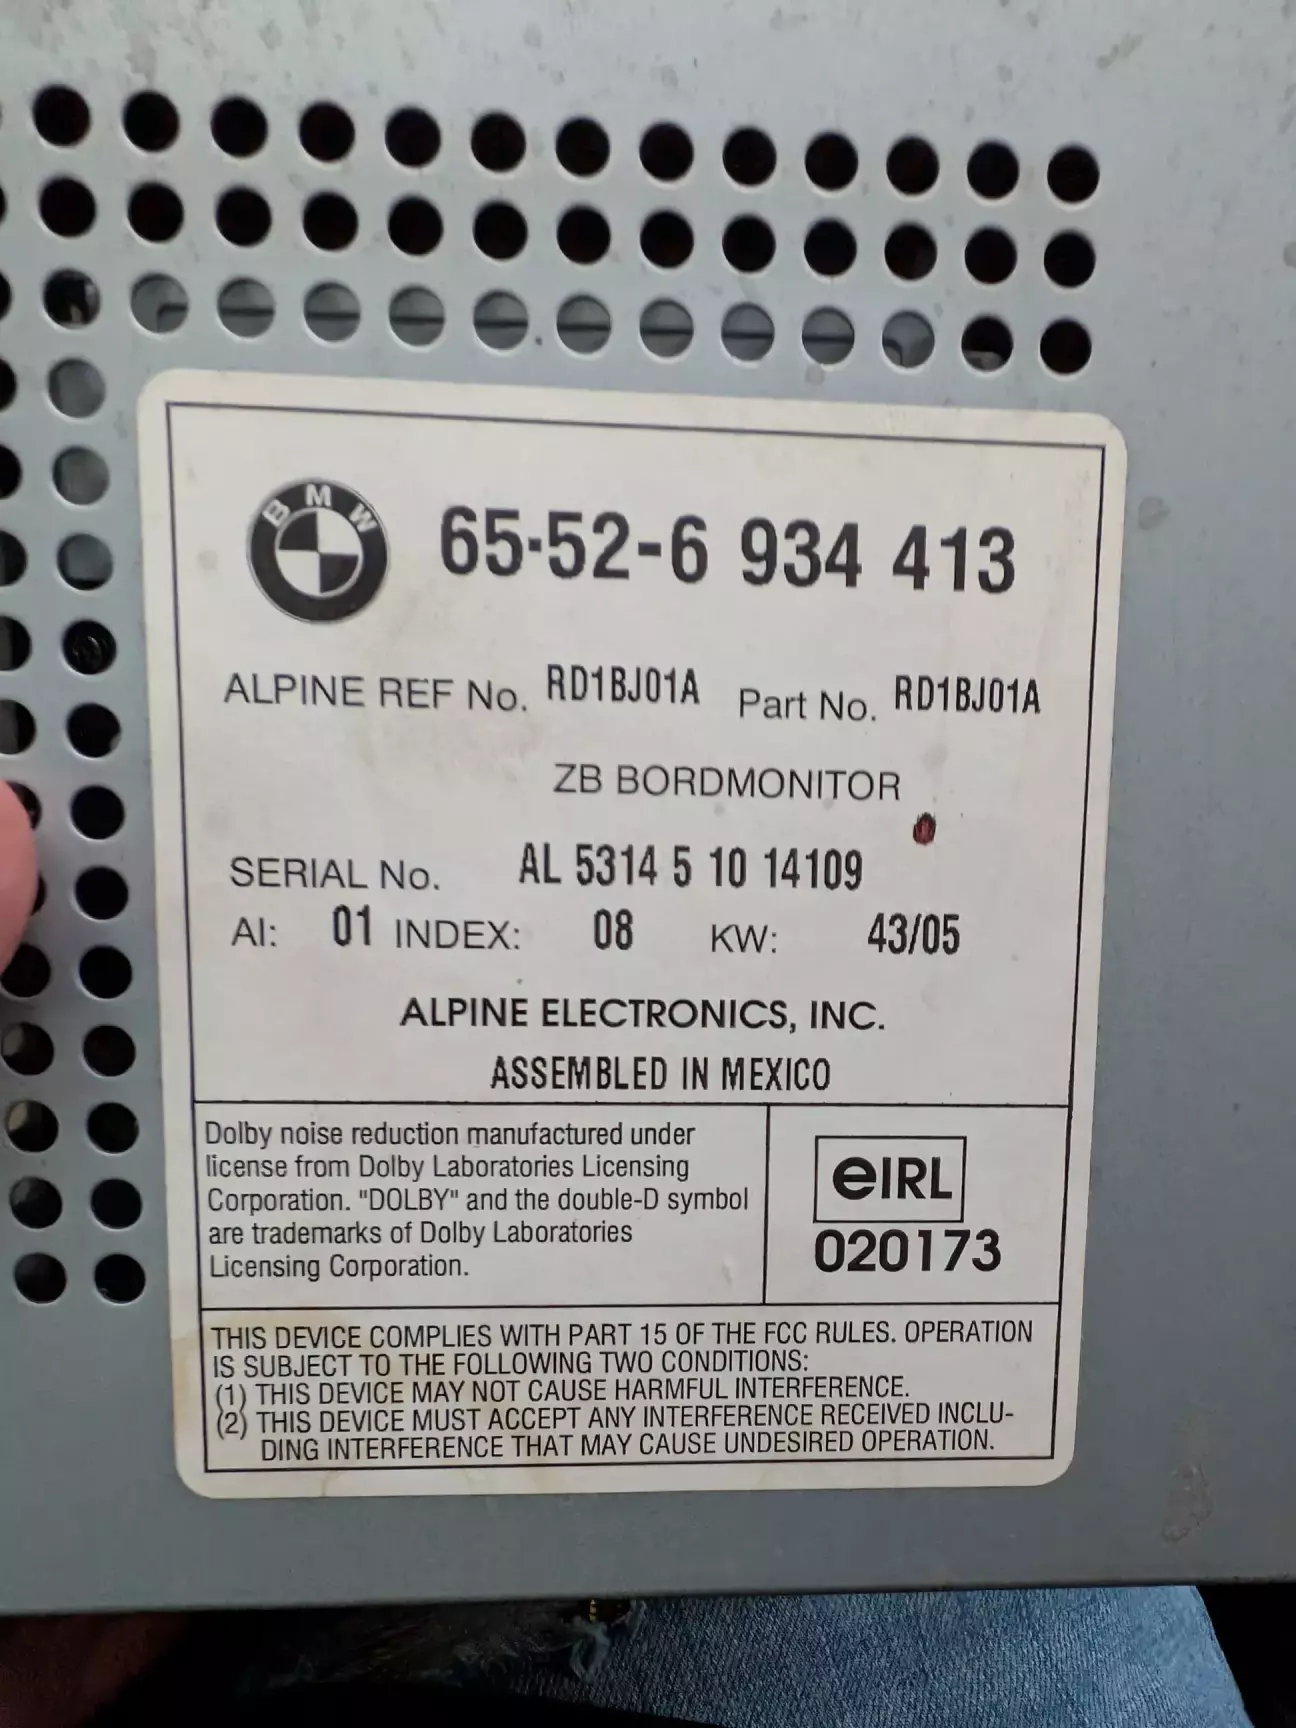 BMW
65-52-6 934 413
ALPINE REF No. RD1BJ01A Part No. RD1BJ01A
ZB BORDMONITOR
SERIAL No. AL 5314 5 10 14109
AI: 01 INDEX: 08 KW: 43/05
ALPINE ELECTRONICS, INC.
ASSEMBLED IN MEXICO
Dolby noise reduction manufactured under
license from Dolby Laboratories Licensing
Corporation. "DOLBY" and the double-D symbol
are trademarks of Dolby Laboratories
Licensing Corporation.
eIRL
020173
THIS DEVICE COMPLIES WITH PART 15 OF THE FCC RULES. OPERATION
IS SUBJECT TO THE FOLLOWING TWO CONDITIONS:
(1) THIS DEVICE MAY NOT CAUSE HARMFUL INTERFERENCE.
(2) THIS DEVICE MUST ACCEPT ANY INTERFERENCE RECEIVED INCLU-
DING INTERFERENCE THAT MAY CAUSE UNDESIRED OPERATION.